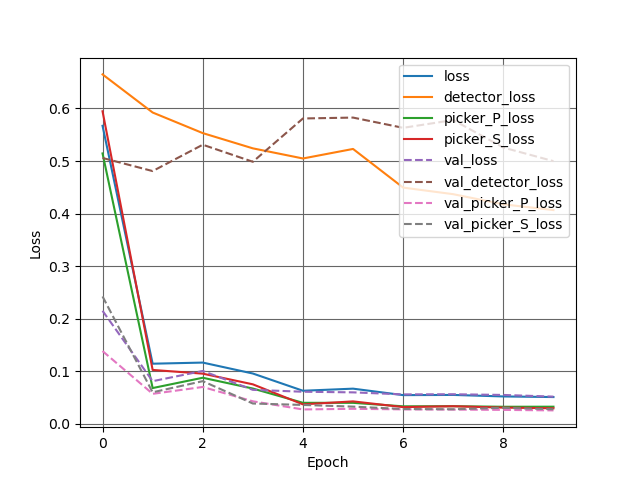 0.6
0.5
0.4
0.3
0.2
0.1
0.0
Loss
0
2
4
6
8
Epoch
loss
detector_loss
picker_P_loss
picker_S_loss
val_loss
val_detector_loss
val_picker_P_loss
val_picker_S_loss